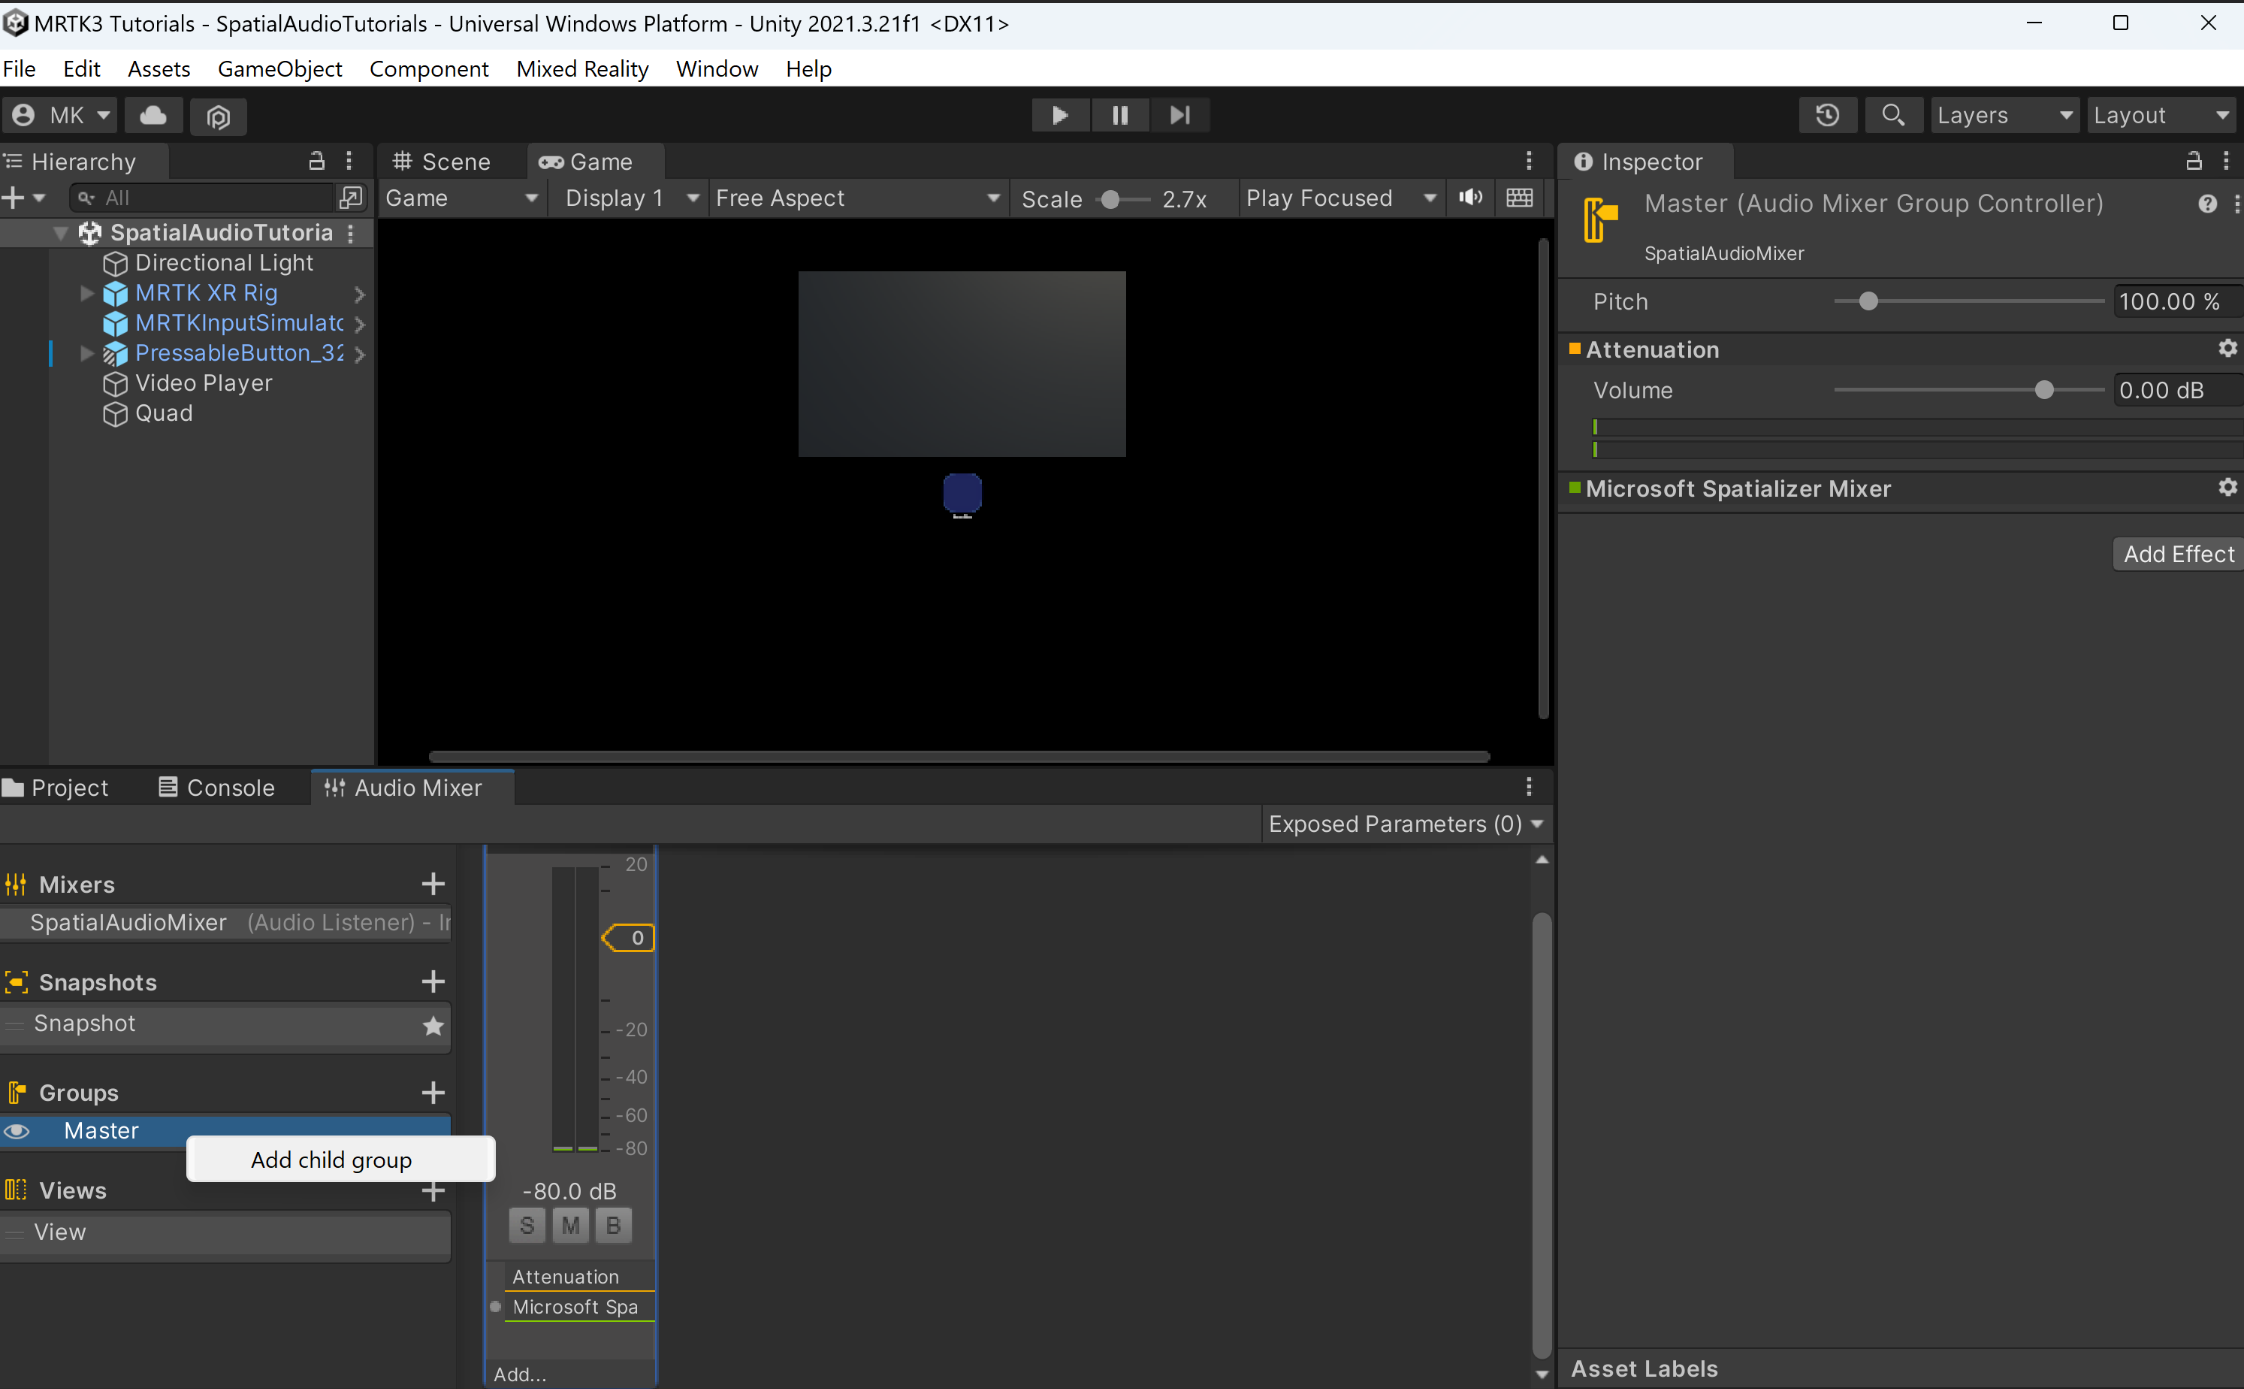 MRTK3 Tutorials - SpatialAudioTutorials - Universal Windows Platform - Unity 2021.3.21f1 <DX11>
File Edit Assets GameObject Component Mixed Reality Window Help
MK Layers Layout
Hierarchy
All
SpatialAudioTutoria
Directional Light
MRTK XR Rig
MRTKInputSimulatc
PressableButton_32
Video Player
Quad
Scene Game
Game Display 1 Free Aspect Scale 2.7x Play Focused
Inspector
Master (Audio Mixer Group Controller)
SpatialAudioMixer
Pitch 100.00 %
Attenuation
Volume 0.00 dB
Microsoft Spatializer Mixer
Add Effect
Project Console Audio Mixer
Exposed Parameters (0)
Mixers
SpatialAudioMixer (Audio Listener) - In
Snapshots
Snapshot
Groups
Master
Add child group
Views
View
20
0
-20
-40
-60
-80
-80.0 dB
S M B
Attenuation
Microsoft Spa
Add...
Asset Labels